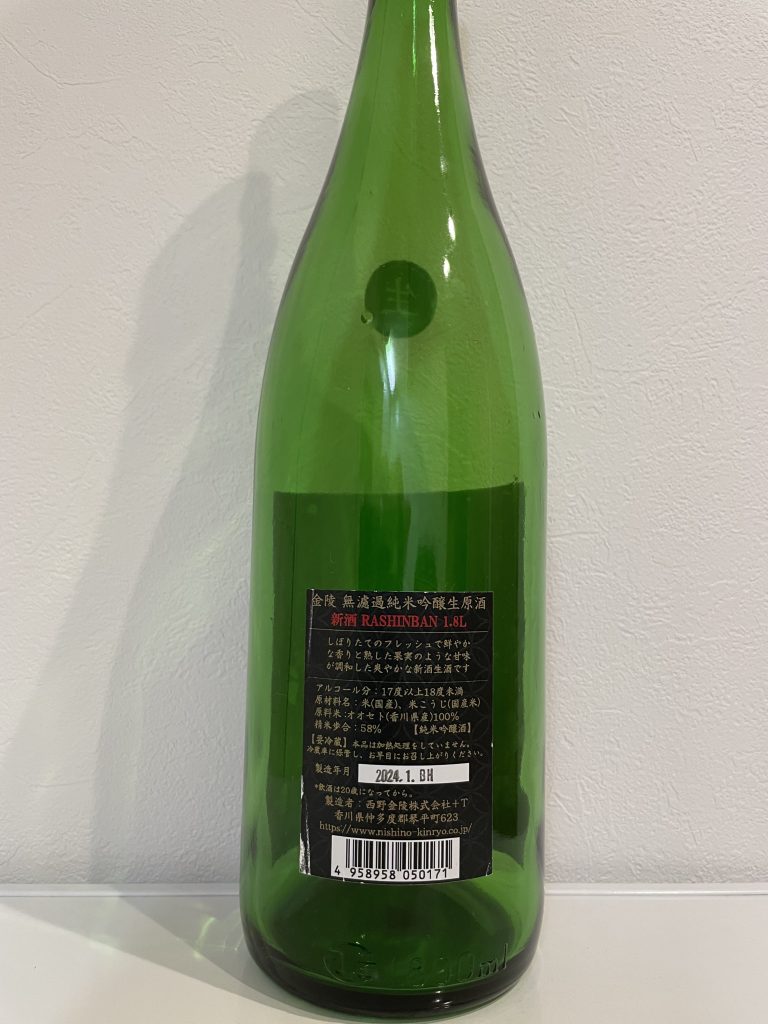 生
金陵 無濾過純米吟醸生原酒
新酒 RASHINBAN 1.8L
しぼりたてのフレッシュで鮮やか
な香りと熟した果実のような甘味
が調和した爽やかな新酒生酒です
アルコール分：17度以上18度未満
原材料名：米(国産)、米こうじ(国産米)
原料米:オオセト(香川県産)100%
精米歩合：58% 【純米吟醸酒】
【要冷蔵】本品は加熱処理をしていません。
冷蔵庫に保管し、お早目にお召し上がりください。
製造年月 2024.1.BH
*飲酒は20歳になってから。
製造者：西野金陵株式会社+T
香川県仲多度郡琴平町623
https://www.nishino-kinryo.co.jp/
4 958958 050171